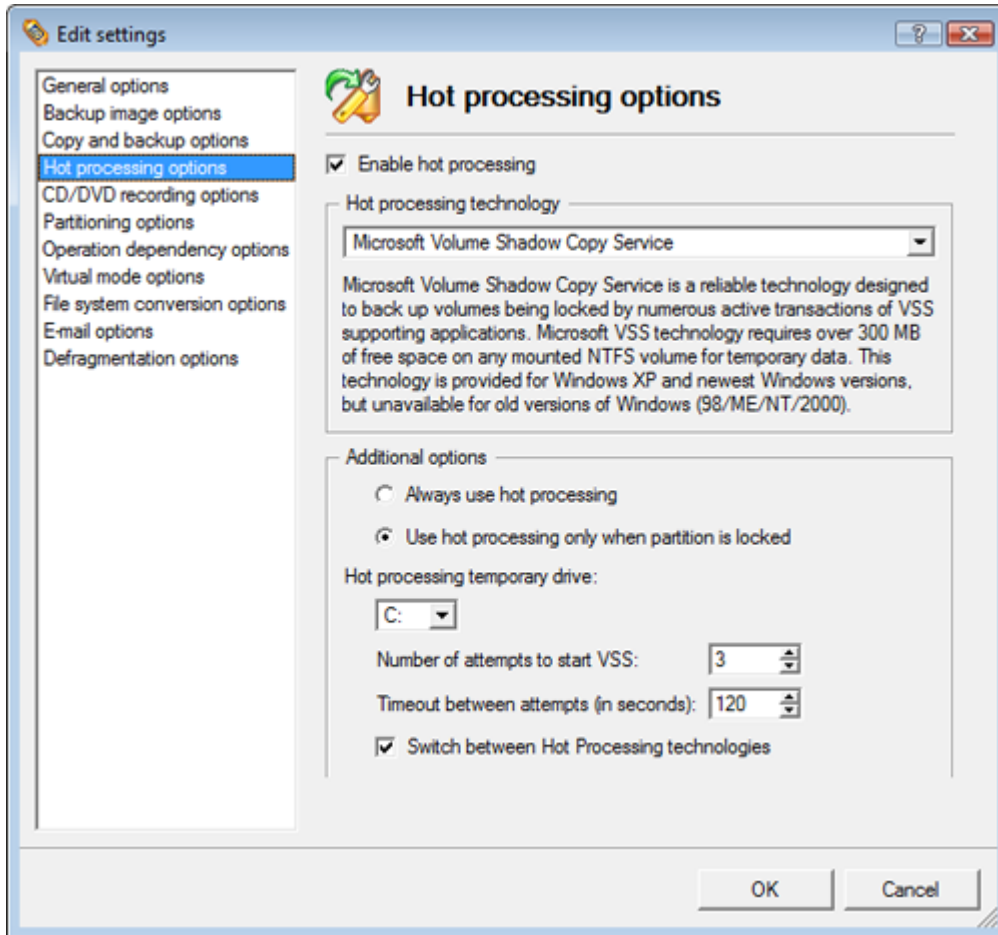 Edit settings
General options
Backup image options
Copy and backup options
Hot processing options
CD/DVD recording options
Partitioning options
Operation dependency options
Virtual mode options
File system conversion options
E-mail options
Defragmentation options
Hot processing options
Enable hot processing
Hot processing technology
Microsoft Volume Shadow Copy Service
Microsoft Volume Shadow Copy Service is a reliable technology designed
to back up volumes being locked by numerous active transactions of VSS
supporting applications. Microsoft VSS technology requires over 300 MB
of free space on any mounted NTFS volume for temporary data. This
technology is provided for Windows XP and newest Windows versions,
but unavailable for old versions of Windows (98/ME/NT/2000).
Additional options
Always use hot processing
Use hot processing only when partition is locked
Hot processing temporary drive:
C:
Number of attempts to start VSS: 3
Timeout between attempts (in seconds): 120
Switch between Hot Processing technologies
OK Cancel